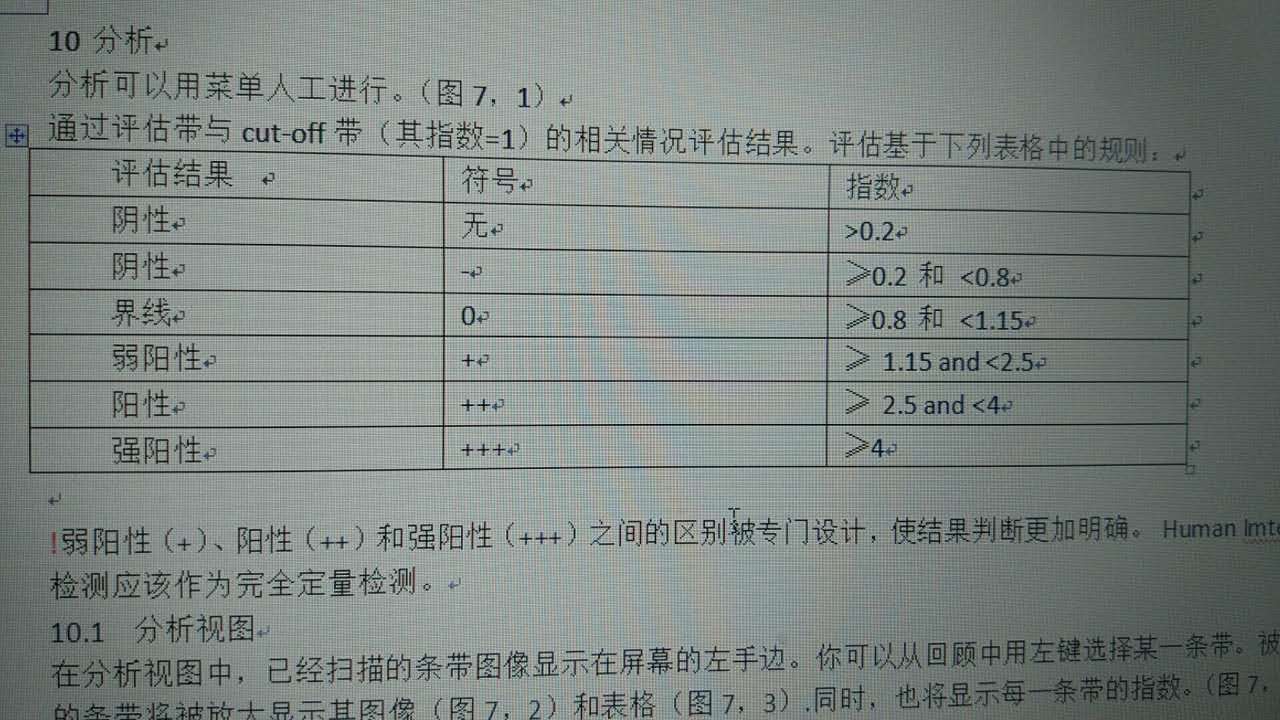 10 分析
分析可以用菜单人工进行。（图 7，1）
通过评估带与 cut-off 带（其指数=1）的相关情况评估结果。评估基于下列表格中的规则：
评估结果 符号 指数
阴性 无 >0.2
阴性 - ⩾0.2 和 <0.8
界线 0 ⩾0.8 和 <1.15
弱阳性 + ⩾ 1.15 and <2.5
阳性 ++ ⩾ 2.5 and <4
强阳性 +++ ⩾4
!弱阳性（+）、阳性（++）和强阳性（+++）之间的区别被专门设计，使结果判断更加明确。 Human Imt
检测应该作为完全定量检测。
10.1 分析视图
在分析视图中，已经扫描的条带图像显示在屏幕的左手边。你可以从回顾中用左键选择某一条带。被
的条带将被放大显示其图像（图 7，2）和表格（图 7，3）.同时，也将显示每一条带的指数。（图 7，